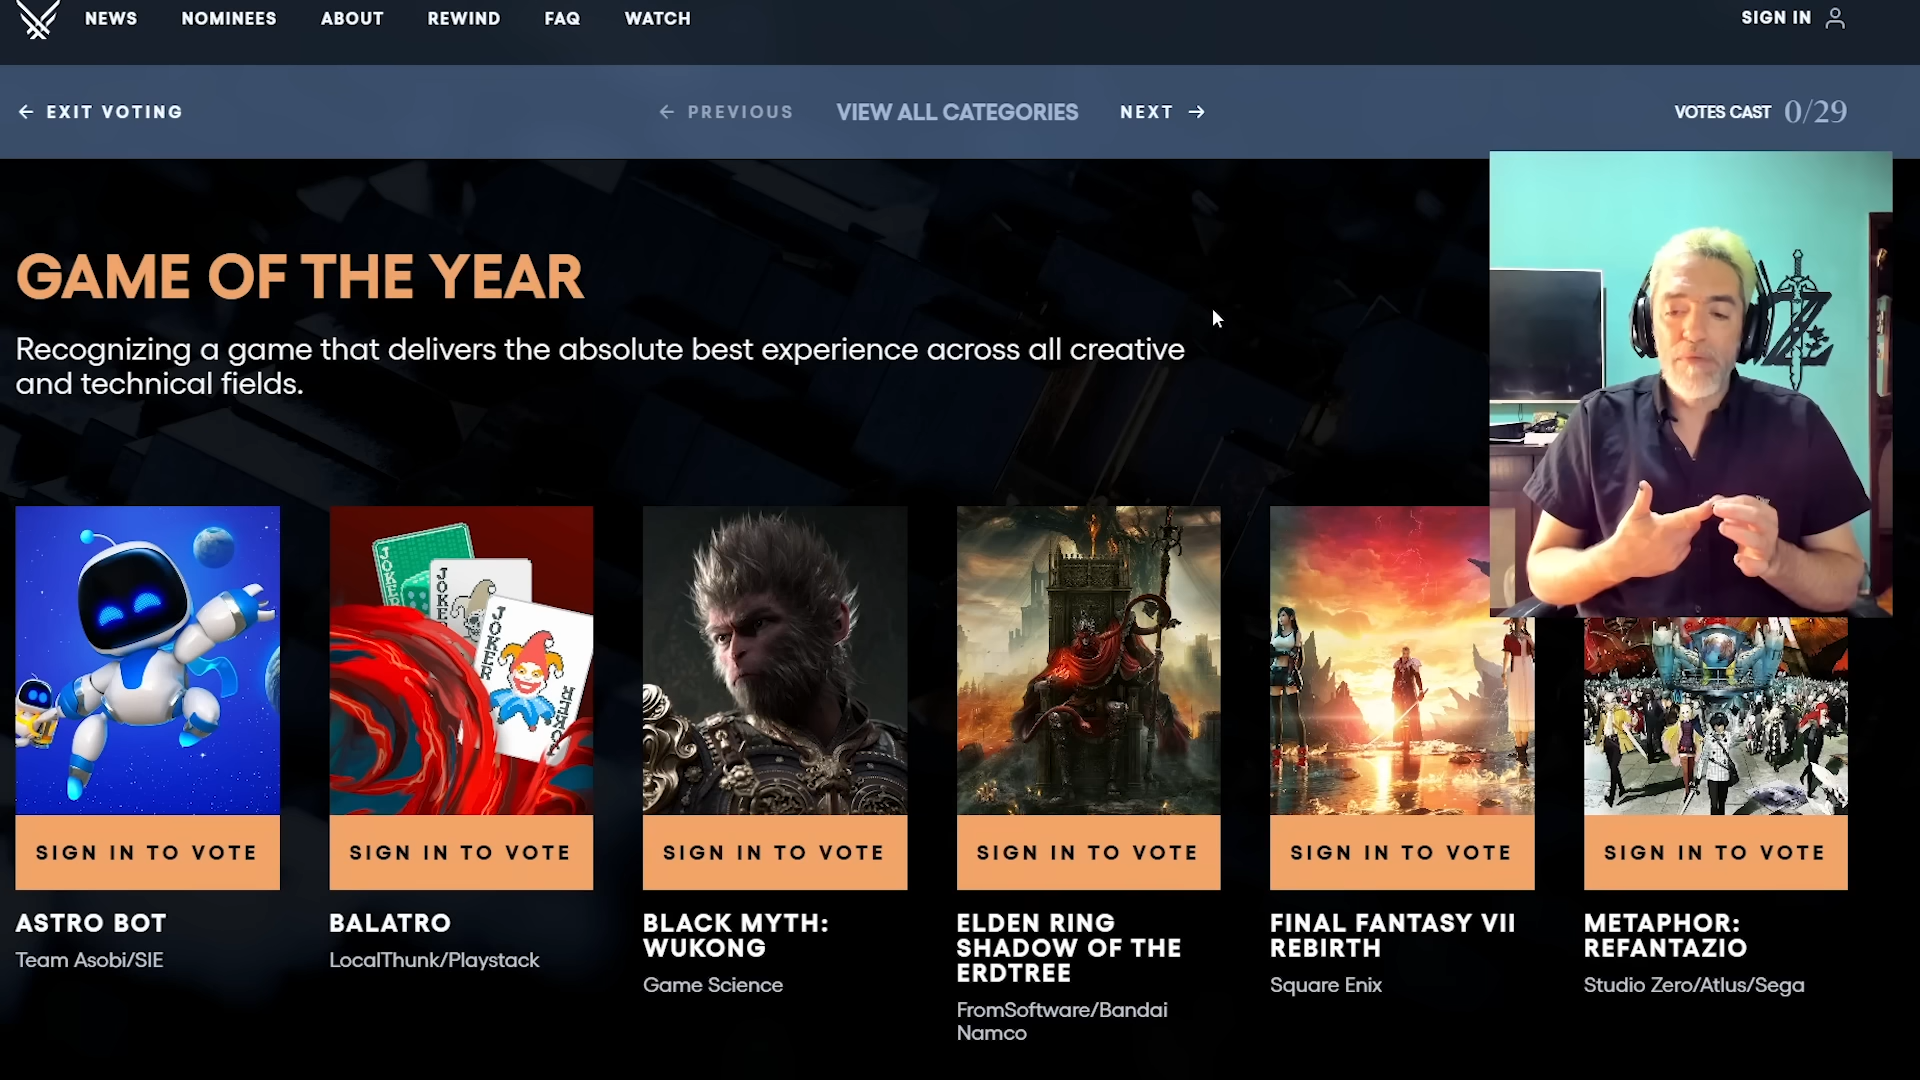 NEWS
NOMINEES
ABOUT
REWIND
FAQ
WATCH
SIGN IN
← EXIT VOTING
← PREVIOUS
VIEW ALL CATEGORIES
NEXT →
VOTES CAST 0/29
GAME OF THE YEAR
Recognizing a game that delivers the absolute best experience across all creative
and technical fields.
JOKER
JOKER
JOKER
JOKER
Z
SIGN IN TO VOTE
SIGN IN TO VOTE
SIGN IN TO VOTE
SIGN IN TO VOTE
SIGN IN TO VOTE
SIGN IN TO VOTE
ASTRO BOT
Team Asobi/SIE
BALATRO
LocalThunk/Playstack
BLACK MYTH:
WUKONG
Game Science
ELDEN RING
SHADOW OF THE
ERDTREE
FromSoftware/Bandai
Namco
FINAL FANTASY VII
REBIRTH
Square Enix
METAPHOR:
REFANTAZIO
Studio Zero/Atlus/Sega